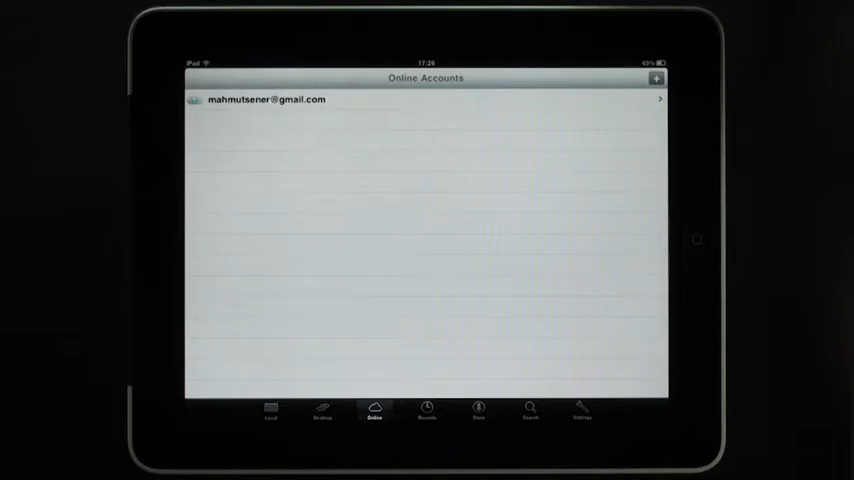 iPad 17:26 63%
Online Accounts +
mahmutsener@gmail.com
Local Desktop Online Recents Store Search Settings